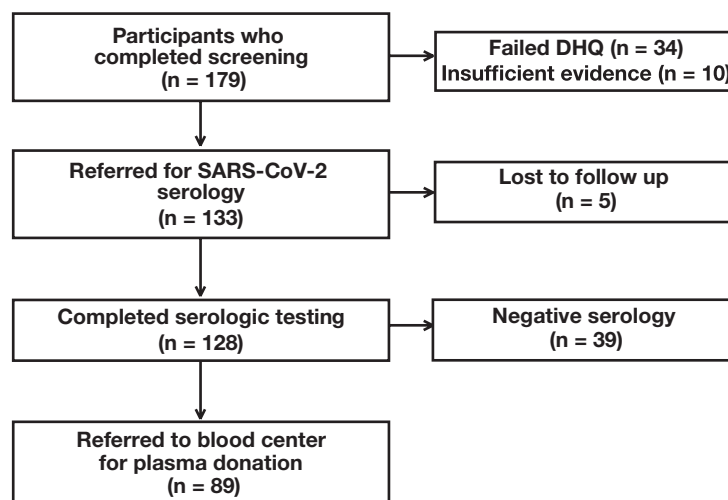 Participants who
completed screening
(n = 179)
Failed DHQ (n = 34)
Insufficient evidence (n = 10)
Referred for SARS-CoV-2
serology
(n = 133)
Lost to follow up
(n = 5)
Completed serologic testing
(n = 128)
Negative serology
(n = 39)
Referred to blood center
for plasma donation
(n = 89)